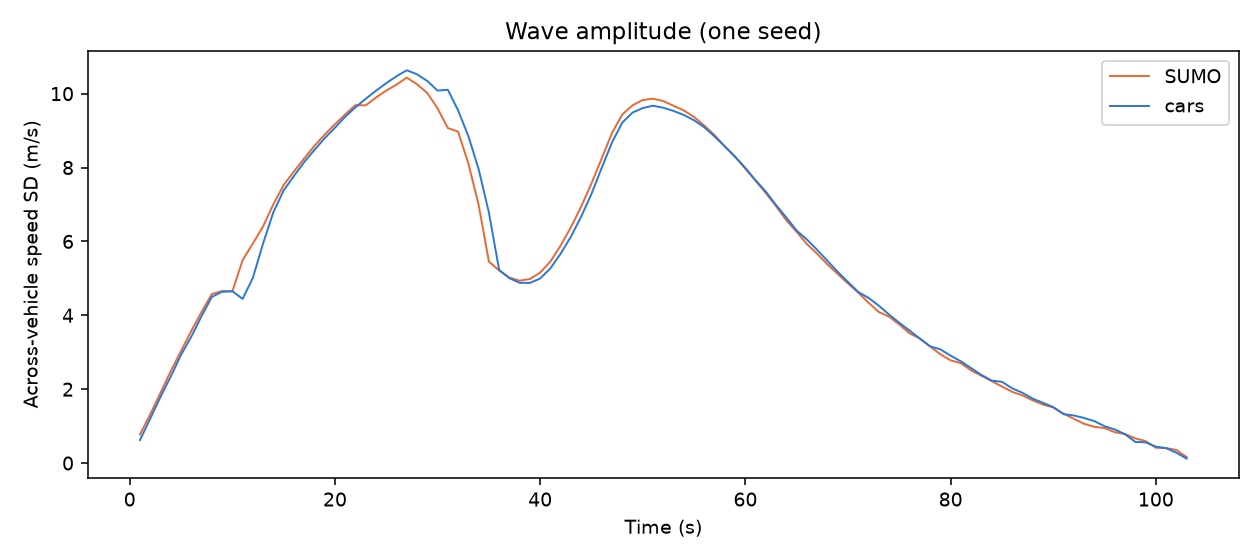 Wave amplitude (one seed)
SUMO
cars
Across-vehicle speed SD (m/s)
10
8
6
4
2
0
0 20 40 60 80 100
Time (s)